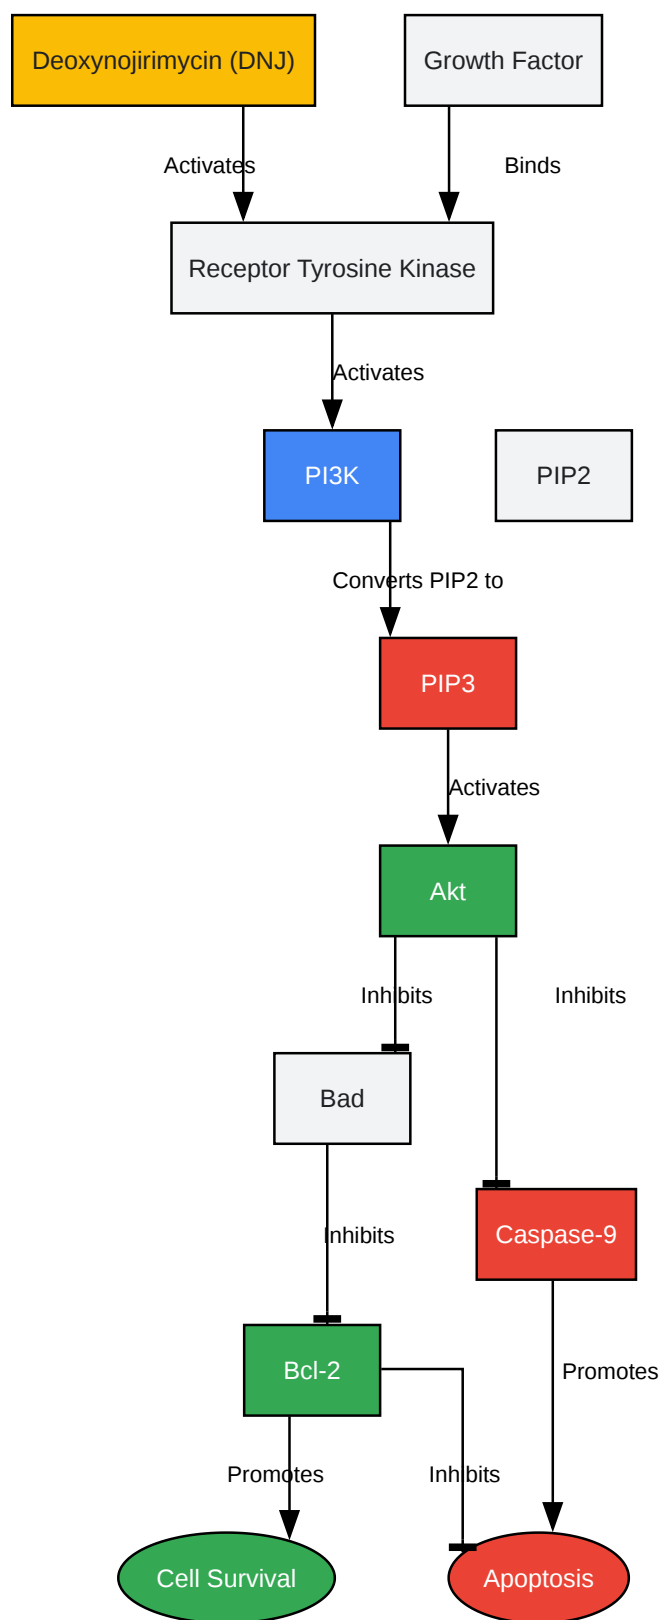 Deoxynojirimycin (DNJ)
Growth Factor
Activates
Binds
Receptor Tyrosine Kinase
Activates
PI3K
PIP2
Converts PIP2 to
PIP3
Activates
Akt
Inhibits
Inhibits
Bad
Inhibits
Caspase-9
Bcl-2
Promotes
Promotes
Inhibits
Cell Survival
Apoptosis